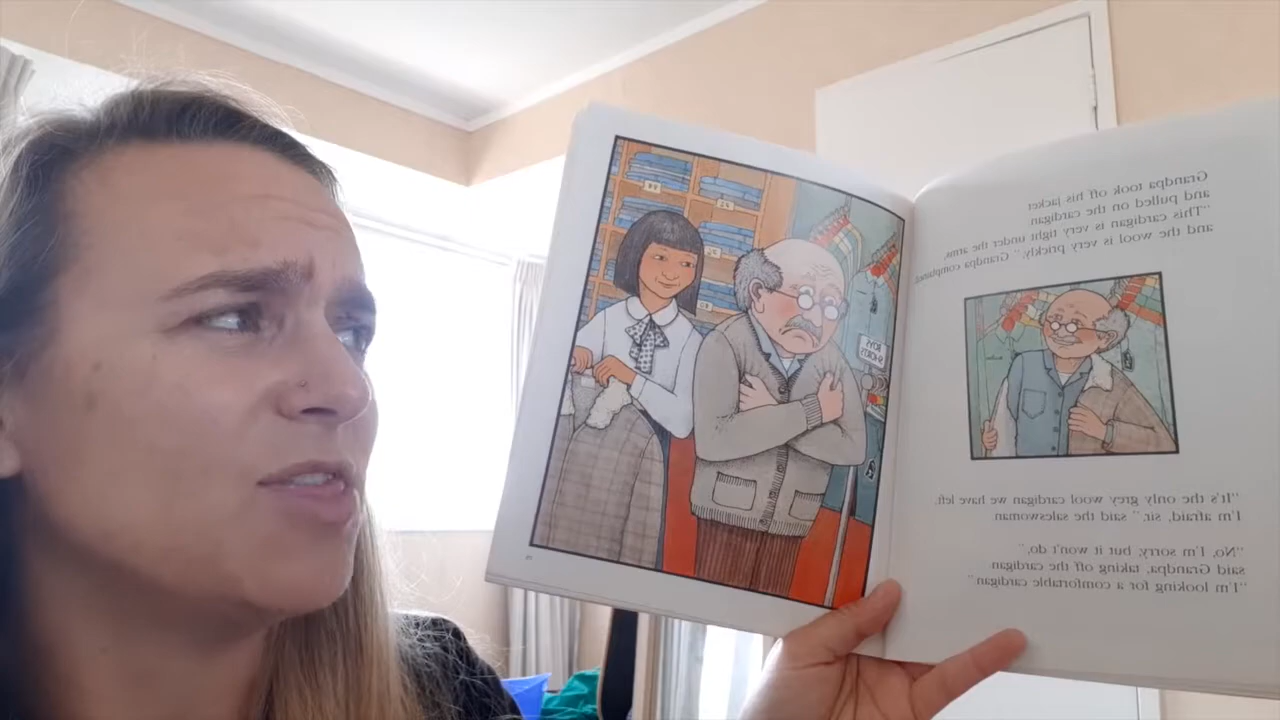 Grandpa took off his jacket
and pulled on the cardigan.
"This cardigan is very tight under the arms,
and the wool is very prickly," Grandpa complained.
"It's the only grey wool cardigan we have left,
I'm afraid, sir," said the saleswoman.
"No, I'm sorry, but it won't do,"
said Grandpa, taking off the cardigan.
"I'm looking for a comfortable cardigan."
BOYS
SHORTS